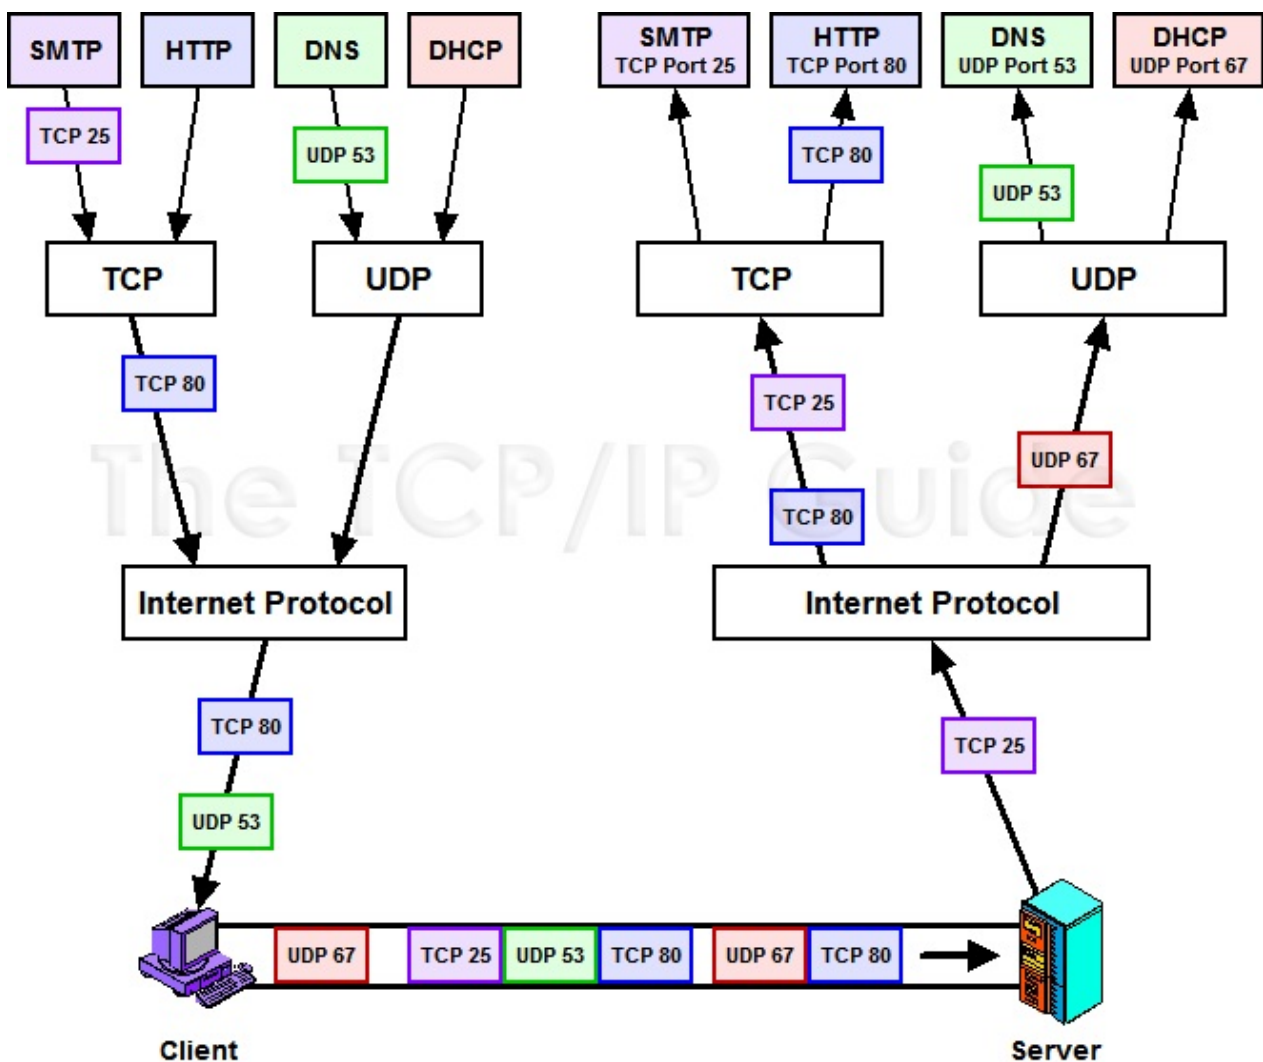 SMTP
HTTP
DNS
DHCP
SMTP
TCP Port 25
HTTP
TCP Port 80
DNS
UDP Port 53
DHCP
UDP Port 67
TCP 25
UDP 53
TCP 80
UDP 53
TCP
UDP
TCP
UDP
TCP 80
TCP 25
UDP 67
TCP 80
The TCP/IP Guide
Internet Protocol
Internet Protocol
TCP 80
TCP 25
UDP 53
UDP 67
TCP 25
UDP 53
TCP 80
UDP 67
TCP 80
Client
Server